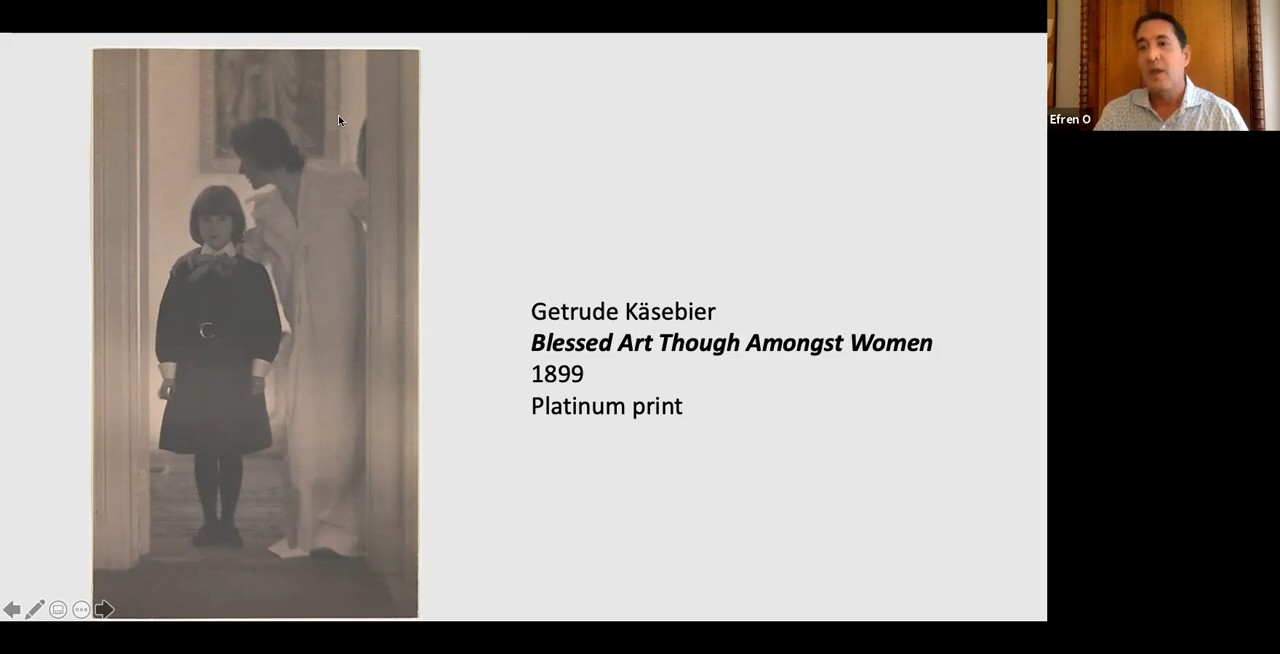 Efren O
Getrude Käsebier
Blessed Art Though Amongst Women
1899
Platinum print